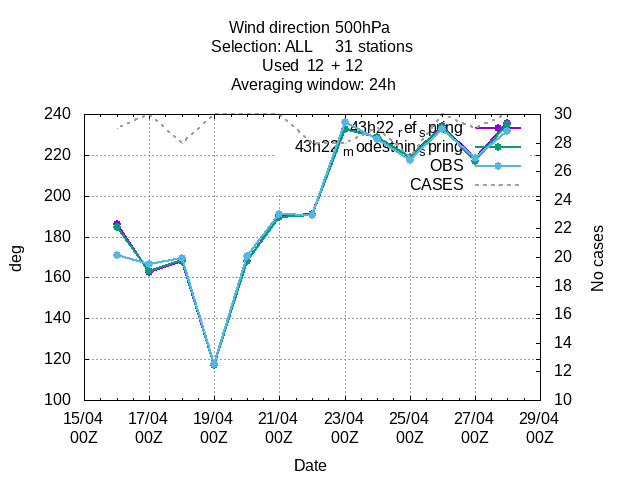 Wind direction 500hPa
Selection: ALL 31 stations
Used 12 + 12
Averaging window: 24h
240
220
200
180
160
140
120
100
deg
30
28
26
24
22
20
18
16
14
12
10
No cases
43h22_ref_spring
43h22_modesthin_spring
OBS
CASES
15/04 17/04 19/04 21/04 23/04 25/04 27/04 29/04
00Z 00Z 00Z 00Z 00Z 00Z 00Z 00Z
Date